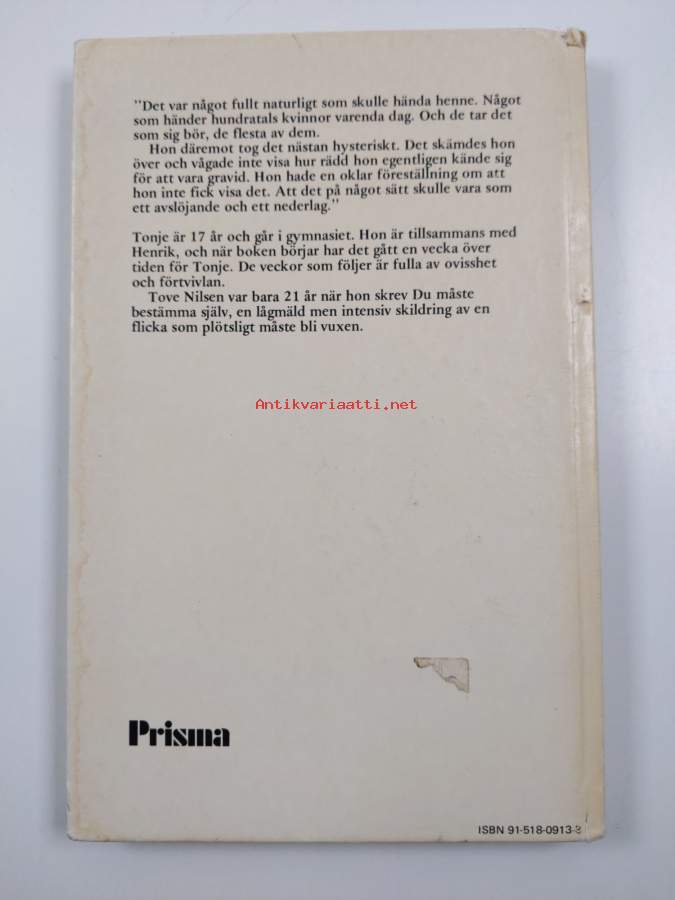 "Det var något fullt naturligt som skulle hända henne. Något
som händer hundratals kvinnor varenda dag. Och de tar det
som sig bör, de flesta av dem.
Hon däremot tog det nästan hysteriskt. Det skämdes hon
över och vågade inte visa hur rädd hon egentligen kände sig
för att vara gravid. Hon hade en oklar föreställning om att
hon inte fick visa det. Att det på något sätt skulle vara som
ett avslöjande och ett nederlag."
Tonje är 17 år och går i gymnasiet. Hon är tillsammans med
Henrik, och när boken börjar har det gått en vecka över
tiden för Tonje. De veckor som följer är fulla av ovisshet
och förtvivlan.
Tove Nilsen var bara 21 år när hon skrev Du måste
bestämma själv, en lågmäld men intensiv skildring av en
flicka som plötsligt måste bli vuxen.
Antikvariaatti.net
Prisma
ISBN 91-518-0913-8